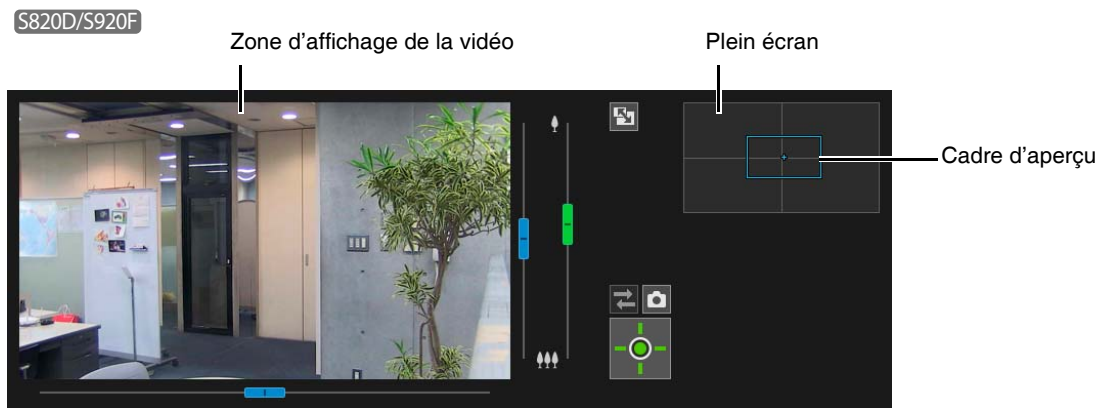 S820D/S920F
Zone d'affichage de la vidéo
Plein écran
Cadre d'aperçu